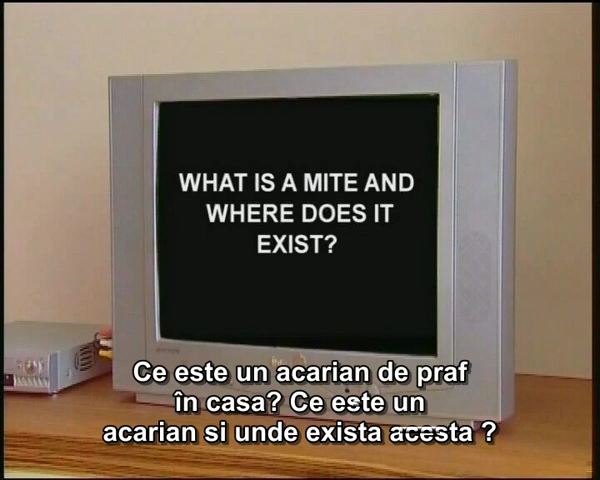 WHAT IS A MITE AND
WHERE DOES IT
EXIST?
Ce este un acarian de praf
în casa? Ce este un
acarian si unde exista acesta ?